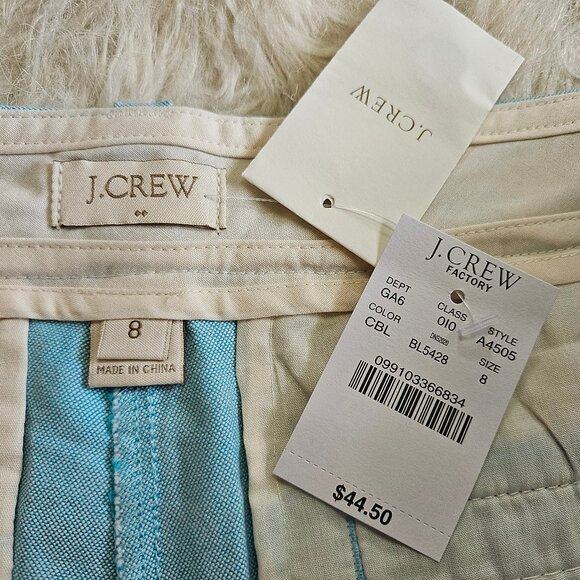 J.CREW
J.CREW
8
MADE IN CHINA
J.CREW
FACTORY
DEPT CLASS STYLE
GA6 010 A4505
COLOR SIZE
CBL BL5428 8
099103366834
$44.50